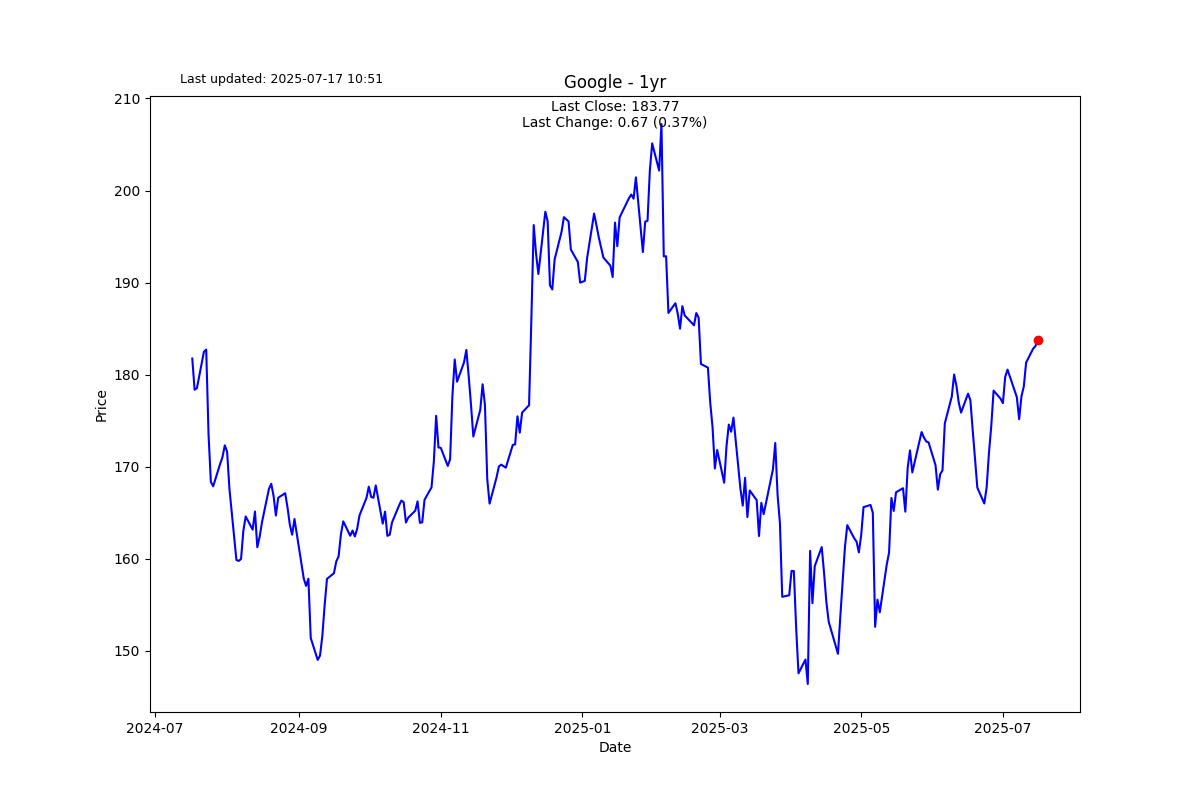 Last updated: 2025-07-17 10:51
Google - 1yr
Last Close: 183.77
Last Change: 0.67 (0.37%)
210
200
190
180
170
160
150
Price
2024-07
2024-09
2024-11
2025-01
2025-03
2025-05
2025-07
Date